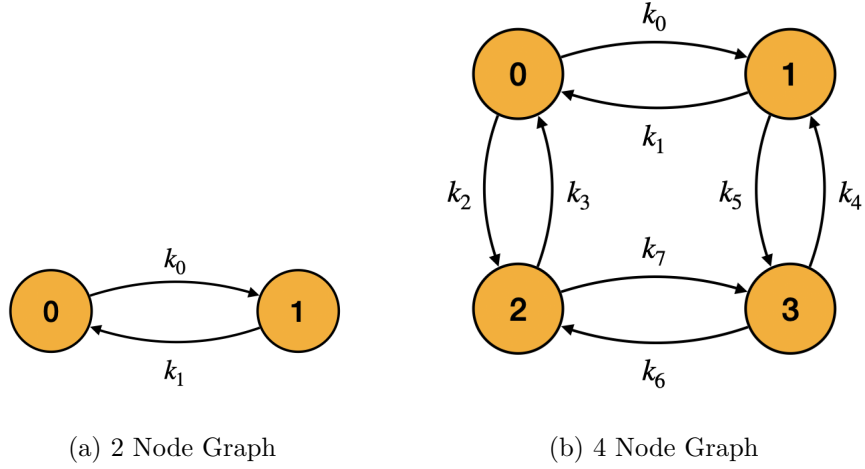 k₀
0 1
k₁
(a) 2 Node Graph
k₀
0 1
k₁
k₂ k₃ k₅ k₄
k₇
2 3
k₆
(b) 4 Node Graph